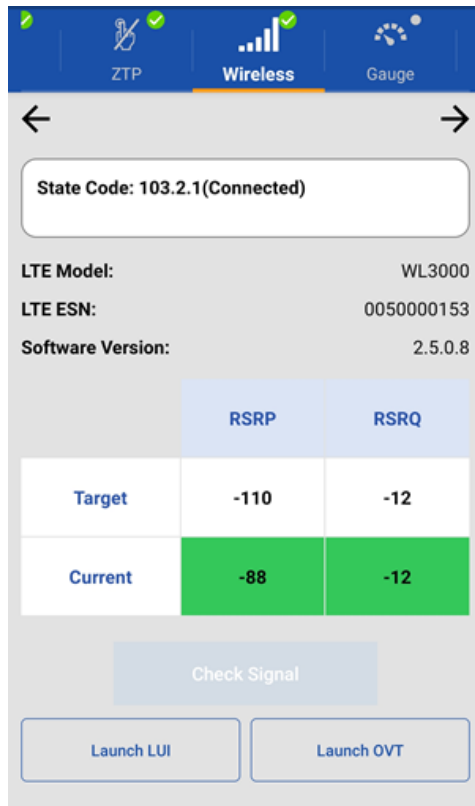 ZTP
Wireless
Gauge
State Code: 103.2.1(Connected)
LTE Model: WL3000
LTE ESN: 0050000153
Software Version: 2.5.0.8
RSRP RSRQ
Target -110 -12
Current -88 -12
Check Signal
Launch LUI Launch OVT